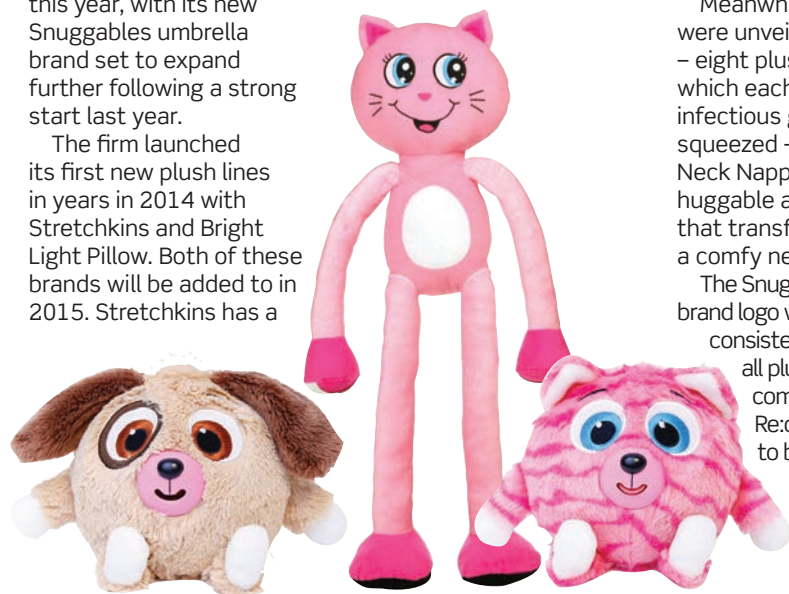 this year, with its new
Snuggables umbrella
brand set to expand
further following a strong
start last year.
The firm launched
its first new plush lines
in years in 2014 with
Stretchkins and Bright
Light Pillow. Both of these
brands will be added to in
2015. Stretchkins has a
Meanwh
were unvei
– eight plus
which each
infectious g
squeezed –
Neck Napp
huggable a
that transf
a comfy ne
The Snug
brand logo w
consiste
all plu
com
Re:c
to b